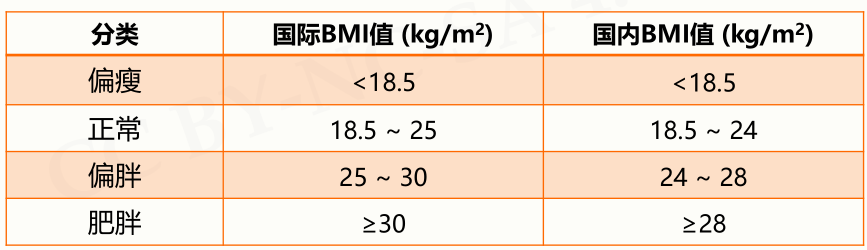 分类 国际BMI值 (kg/m²) 国内BMI值 (kg/m²)
偏瘦 <18.5 <18.5
正常 18.5 ~ 25 18.5 ~ 24
偏胖 25 ~ 30 24 ~ 28
肥胖 ≥30 ≥28